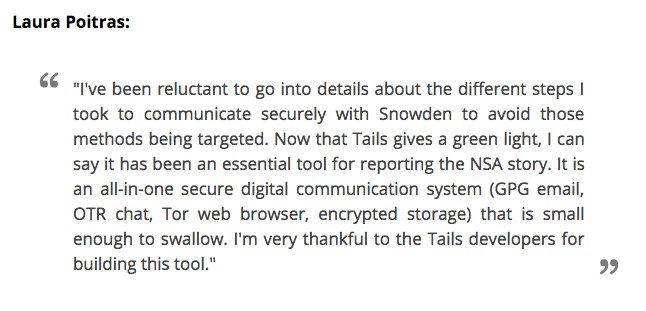 Laura Poitras:
“
"I've been reluctant to go into details about the different steps I
took to communicate securely with Snowden to avoid those
methods being targeted. Now that Tails gives a green light, I can
say it has been an essential tool for reporting the NSA story. It is
an all-in-one secure digital communication system (GPG email,
OTR chat, Tor web browser, encrypted storage) that is small
enough to swallow. I'm very thankful to the Tails developers for
building this tool."
”